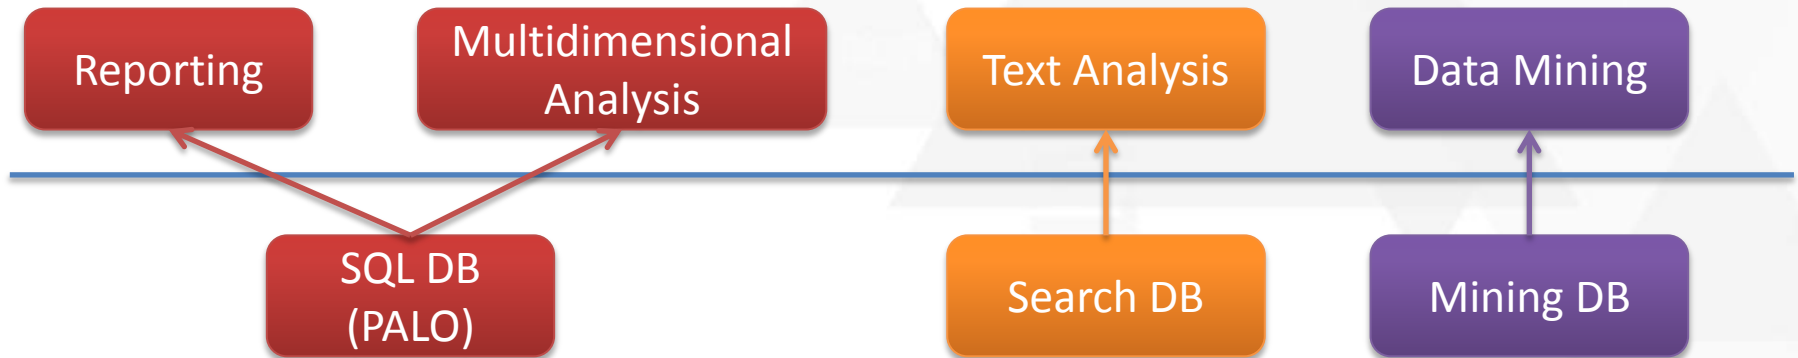 Reporting
Multidimensional
Analysis
Text Analysis
Data Mining
SQL DB
(PALO)
Search DB
Mining DB